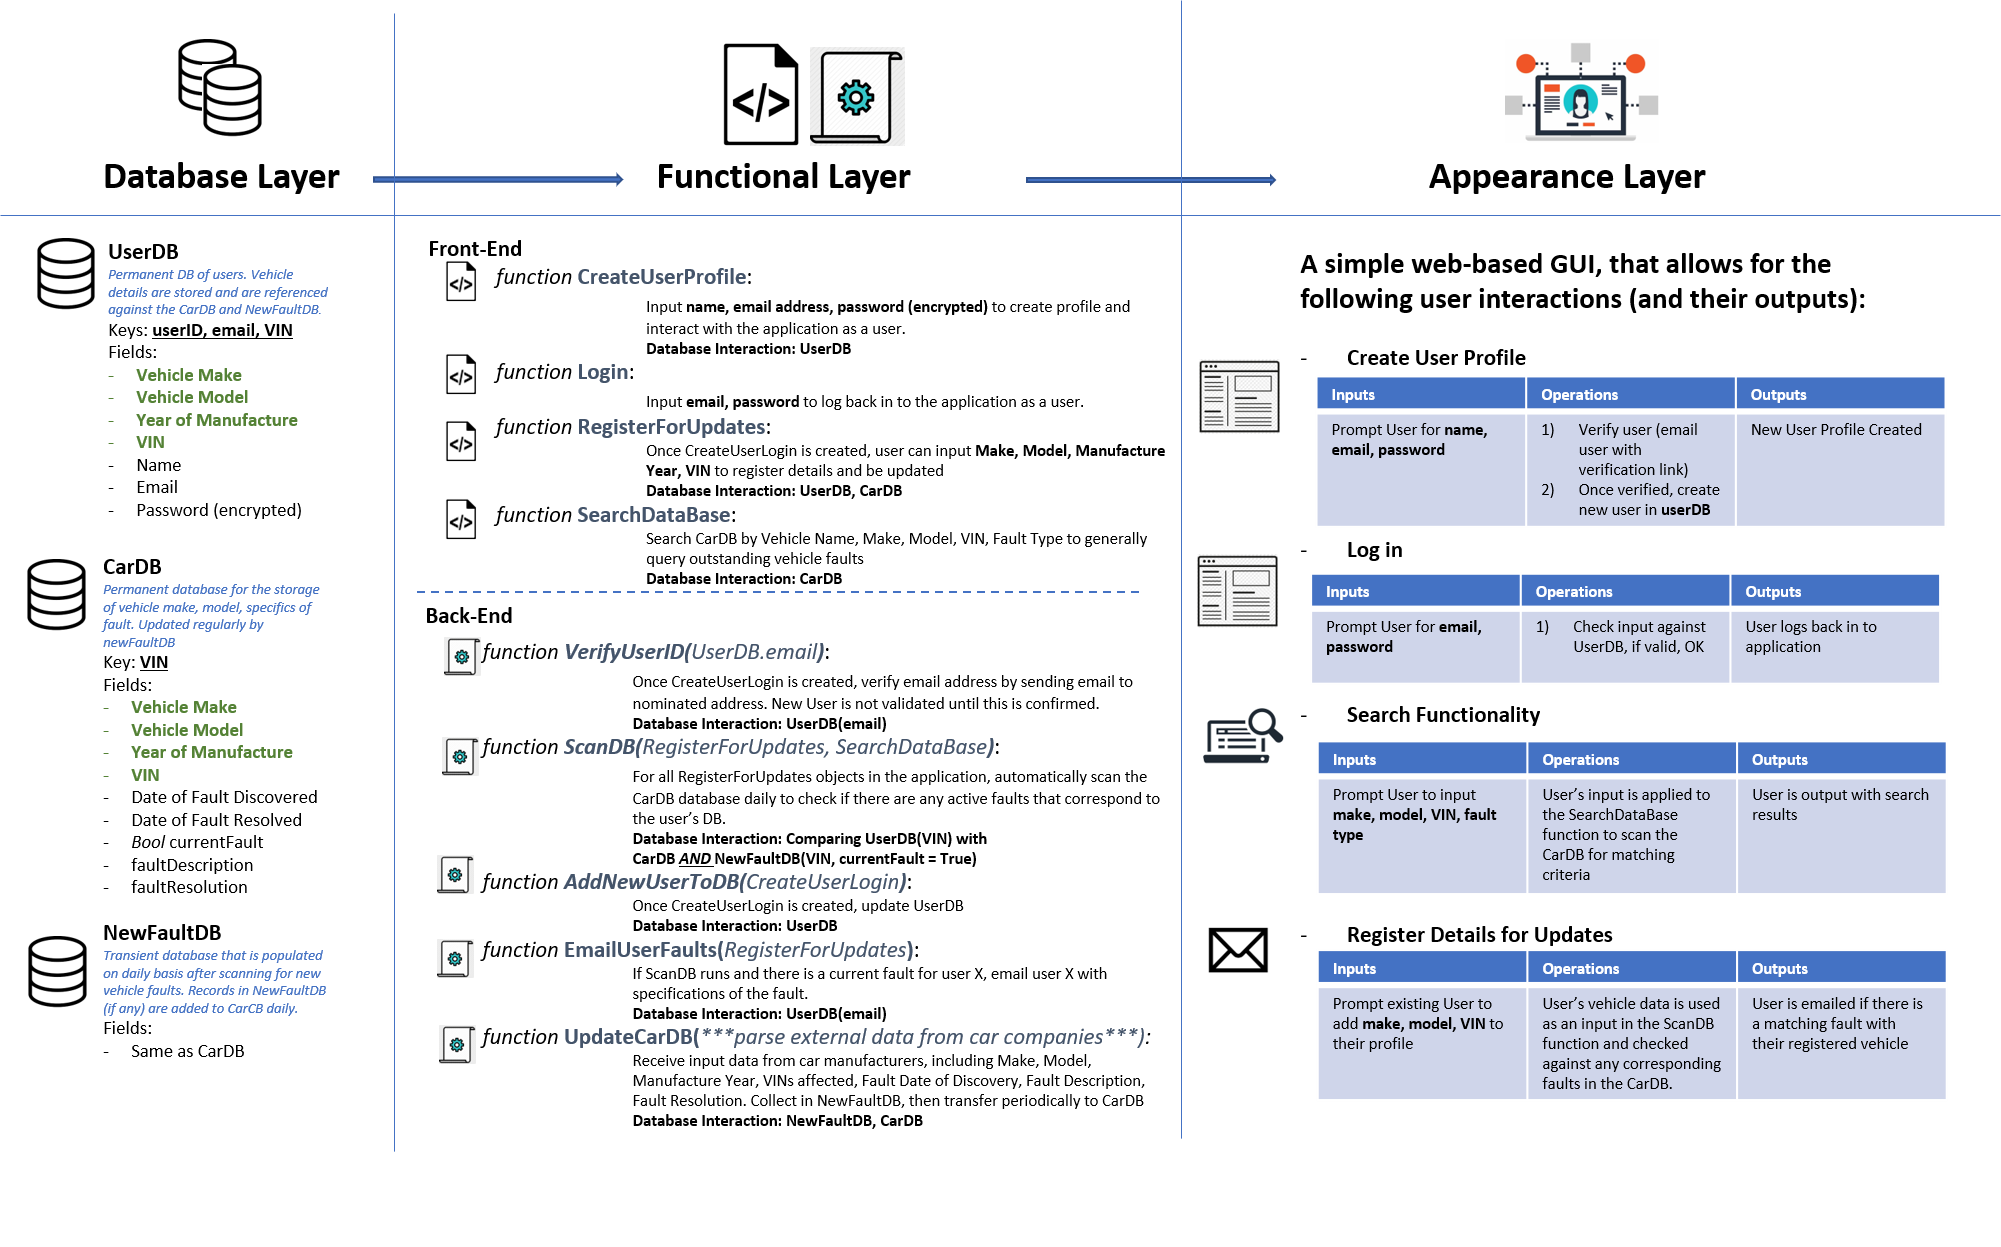 Database Layer
Functional Layer
Appearance Layer
UserDB
Permanent DB of users. Vehicle
details are stored and are referenced
against the CarDB and NewFaultDB.
Keys: userID, email, VIN
Fields:
- Vehicle Make
- Vehicle Model
- Year of Manufacture
- VIN
- Name
- Email
- Password (encrypted)
CarDB
Permanent database for the storage
of vehicle make, model, specifics of
fault. Updated regularly by
newFaultDB
Key: VIN
Fields:
- Vehicle Make
- Vehicle Model
- Year of Manufacture
- VIN
- Date of Fault Discovered
- Date of Fault Resolved
- Bool currentFault
- faultDescription
- faultResolution
NewFaultDB
Transient database that is populated
on daily basis after scanning for new
vehicle faults. Records in NewFaultDB
(if any) are added to CarCB daily.
Fields:
- Same as CarDB
Front-End
</>
function CreateUserProfile:
Input name, email address, password (encrypted) to create profile and
interact with the application as a user.
Database Interaction: UserDB
</>
function Login:
Input email, password to log back in to the application as a user.
</>
function RegisterForUpdates:
Once CreateUserLogin is created, user can input Make, Model, Manufacture
Year, VIN to register details and be updated
Database Interaction: UserDB, CarDB
</>
function SearchDataBase:
Search CarDB by Vehicle Name, Make, Model, VIN, Fault Type to generally
query outstanding vehicle faults
Database Interaction: CarDB
Back-End
function VerifyUserID(UserDB.email):
Once CreateUserLogin is created, verify email address by sending email to
nominated address. New User is not validated until this is confirmed.
Database Interaction: UserDB(email)
function ScanDB(RegisterForUpdates, SearchDataBase):
For all RegisterForUpdates objects in the application, automatically scan the
CarDB database daily to check if there are any active faults that correspond to
the user's DB.
Database Interaction: Comparing UserDB(VIN) with
CarDB AND NewFaultDB(VIN, currentFault = True)
function AddNewUserToDB(CreateUserLogin):
Once CreateUserLogin is created, update UserDB
Database Interaction: UserDB
function EmailUserFaults(RegisterForUpdates):
If ScanDB runs and there is a current fault for user X, email user X with
specifications of the fault.
Database Interaction: UserDB(email)
function UpdateCarDB(***parse external data from car companies***):
Receive input data from car manufacturers, including Make, Model,
Manufacture Year, VINs affected, Fault Date of Discovery, Fault Description,
Fault Resolution. Collect in NewFaultDB, then transfer periodically to CarDB
Database Interaction: NewFaultDB, CarDB
A simple web-based GUI, that allows for the
following user interactions (and their outputs):
- Create User Profile
Inputs
Operations
Outputs
Prompt User for name,
email, password
1) Verify user (email
user with
verification link)
2) Once verified, create
new user in userDB
New User Profile Created
- Log in
Inputs
Operations
Outputs
Prompt User for email,
password
1) Check input against
UserDB, if valid, OK
User logs back in to
application
- Search Functionality
Inputs
Operations
Outputs
Prompt User to input
make, model, VIN, fault
type
User's input is applied to
the SearchDataBase
function to scan the
CarDB for matching
criteria
User is output with search
results
- Register Details for Updates
Inputs
Operations
Outputs
Prompt existing User to
add make, model, VIN to
their profile
User's vehicle data is used
as an input in the ScanDB
function and checked
against any corresponding
faults in the CarDB.
User is emailed if there is
a matching fault with
their registered vehicle